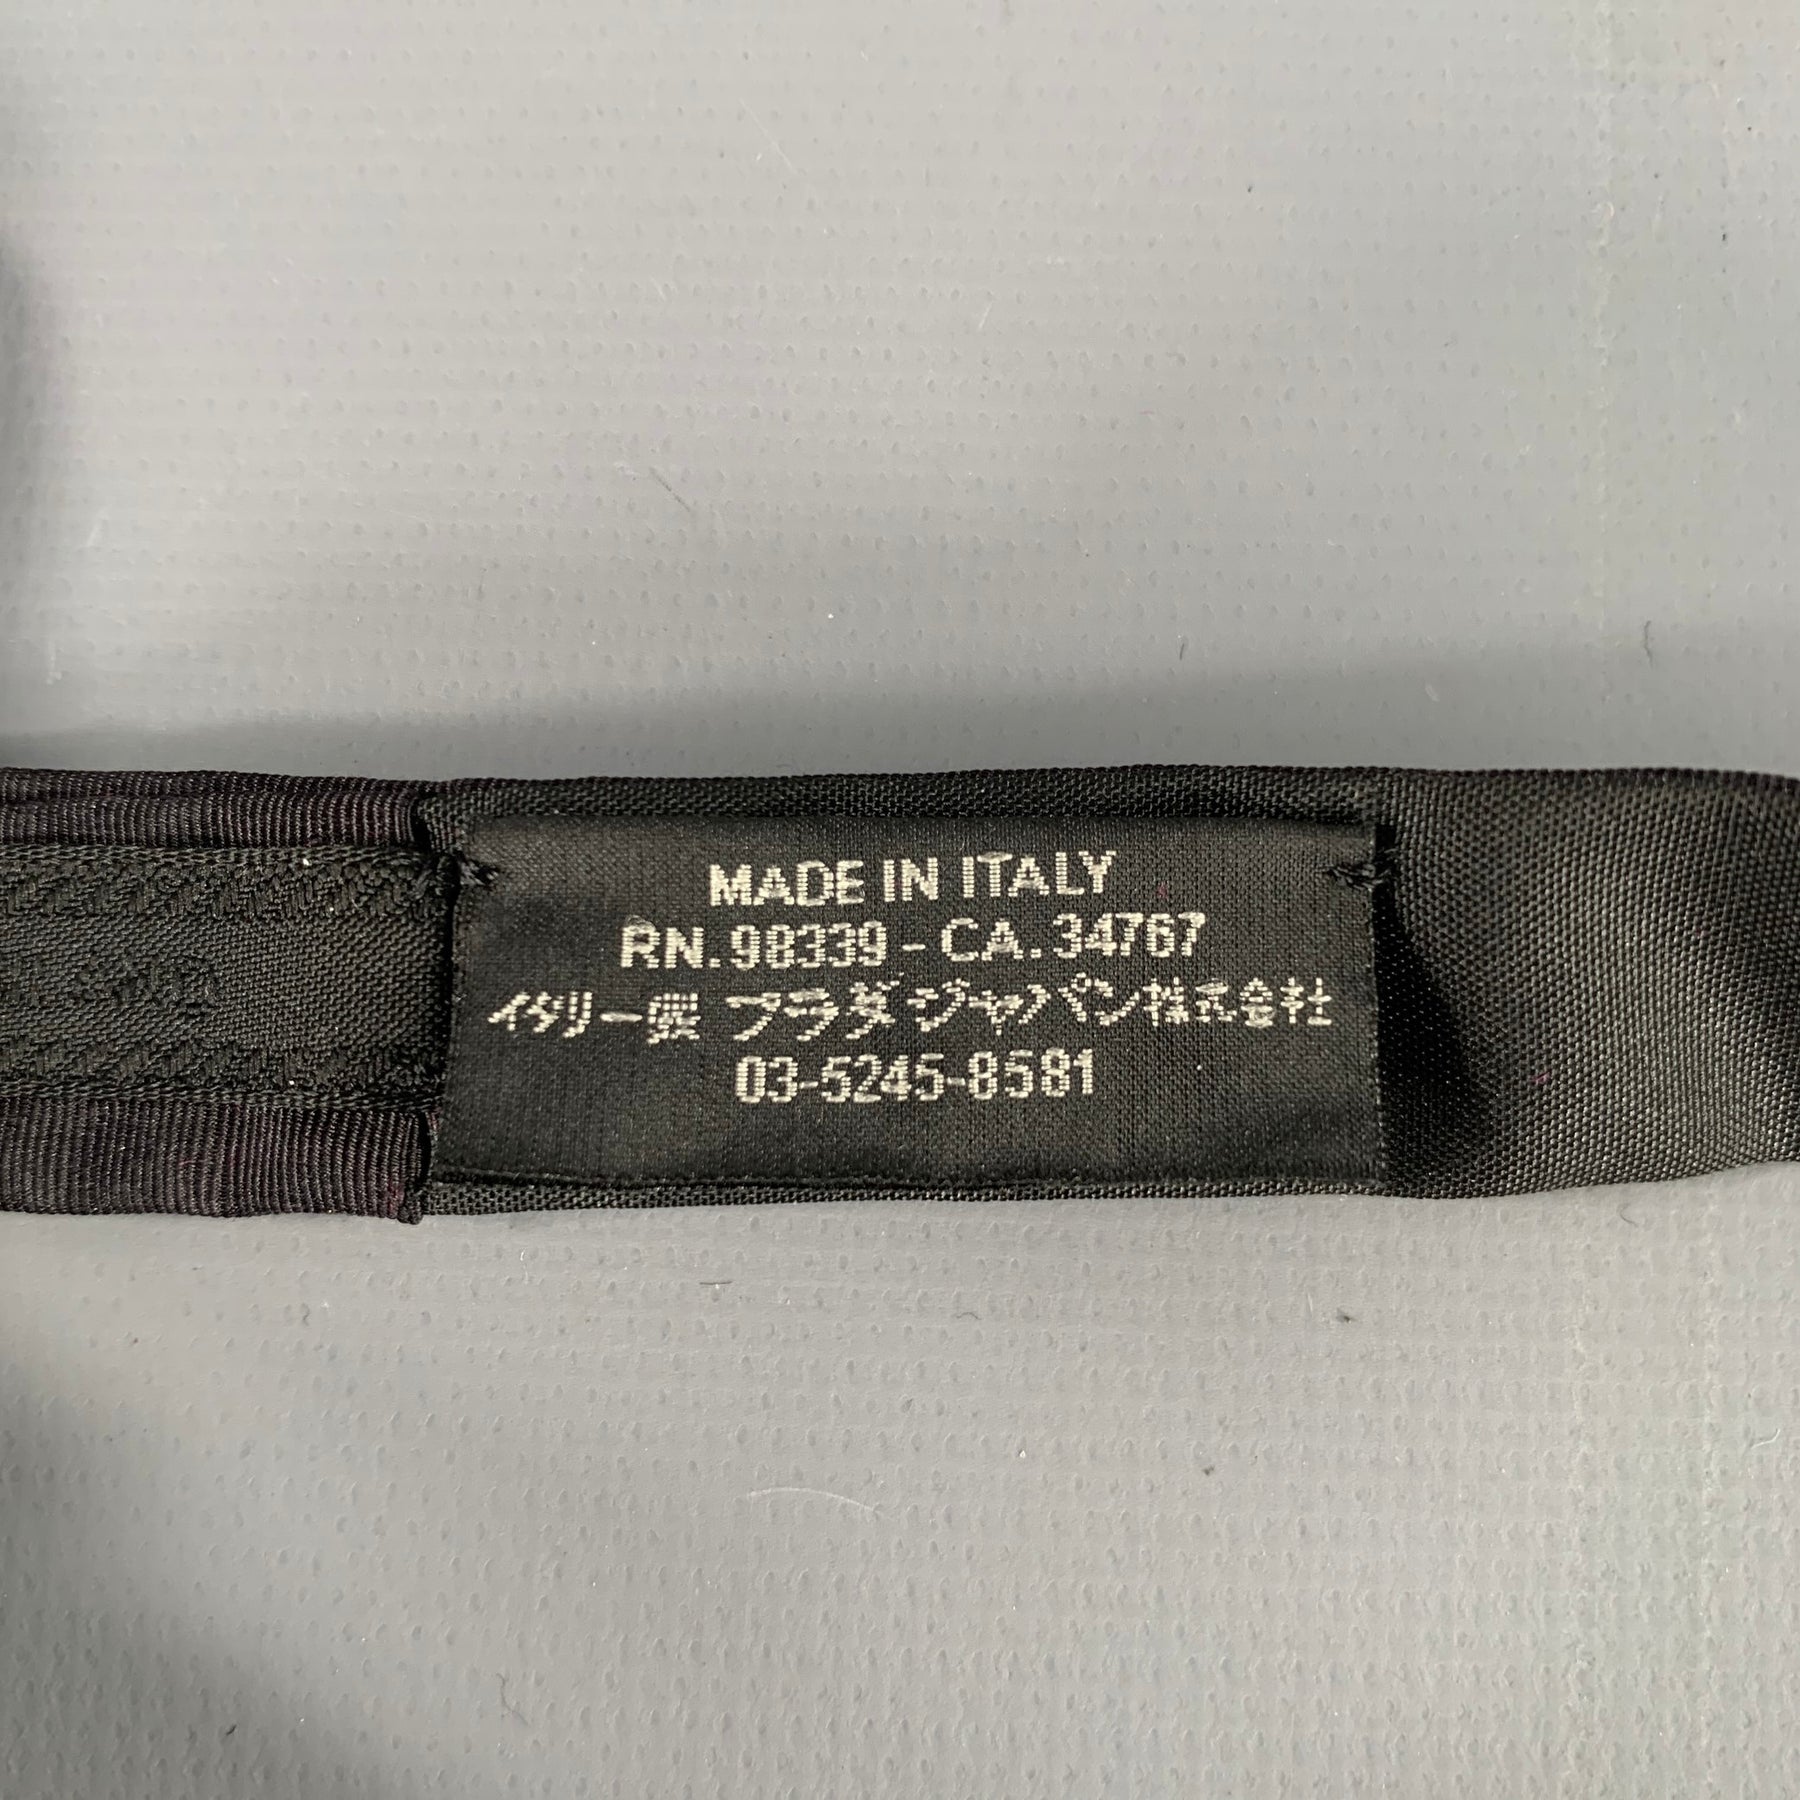 MADE IN ITALY
RN. 98339 - CA. 34767
イタリー製 プラダ ジャパン株式会社
03-5245-8581